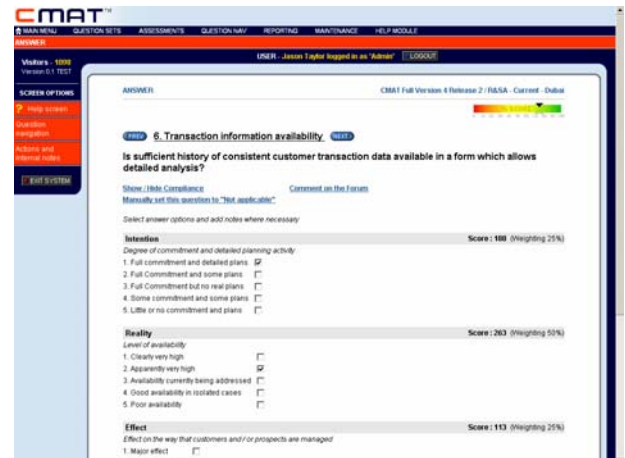 CMAT™
MAIN MENU QUESTION SETS ASSESSMENTS QUESTION NAV REPORTING MAINTENANCE HELP MODULE
ANSWER
USER - Jason Taylor logged in as 'Admin' LOGOUT
Visitors - 1098
Version 0.1 TEST
SCREEN OPTIONS
? Help screen
Question navigation
Actions and internal notes
EXIT SYSTEM
ANSWER CMAT Full Version 4 Release 2 / R&SA - Current - Dubai
% SCORE
PREV 6. Transaction information availability NEXT
Is sufficient history of consistent customer transaction data available in a form which allows
detailed analysis?
Show / Hide Compliance Comment on the Forum
Manually set this question to "Not applicable"
Select answer options and add notes where necessary
Intention Score : 188 (Weighting 25%)
Degree of commitment and detailed planning activity
1. Full commitment and detailed plans
2. Full Commitment and some plans
3. Full Commitment but no real plans
4. Some commitment and some plans
5. Little or no commitment and plans
Reality Score : 263 (Weighting 50%)
Level of availability
1. Clearly very high
2. Apparently very high
3. Availability currently being addressed
4. Good availability in isolated cases
5. Poor availability
Effect Score : 113 (Weighting 25%)
Effect on the way that customers and / or prospects are managed
1. Major effect